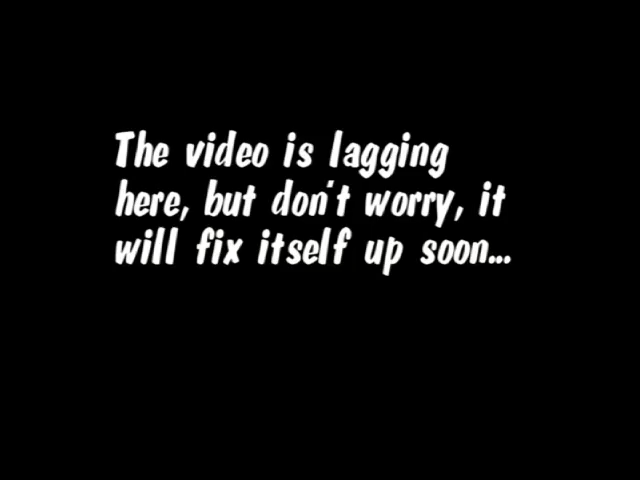 The video is lagging
here, but don't worry, it
will fix itself up soon...